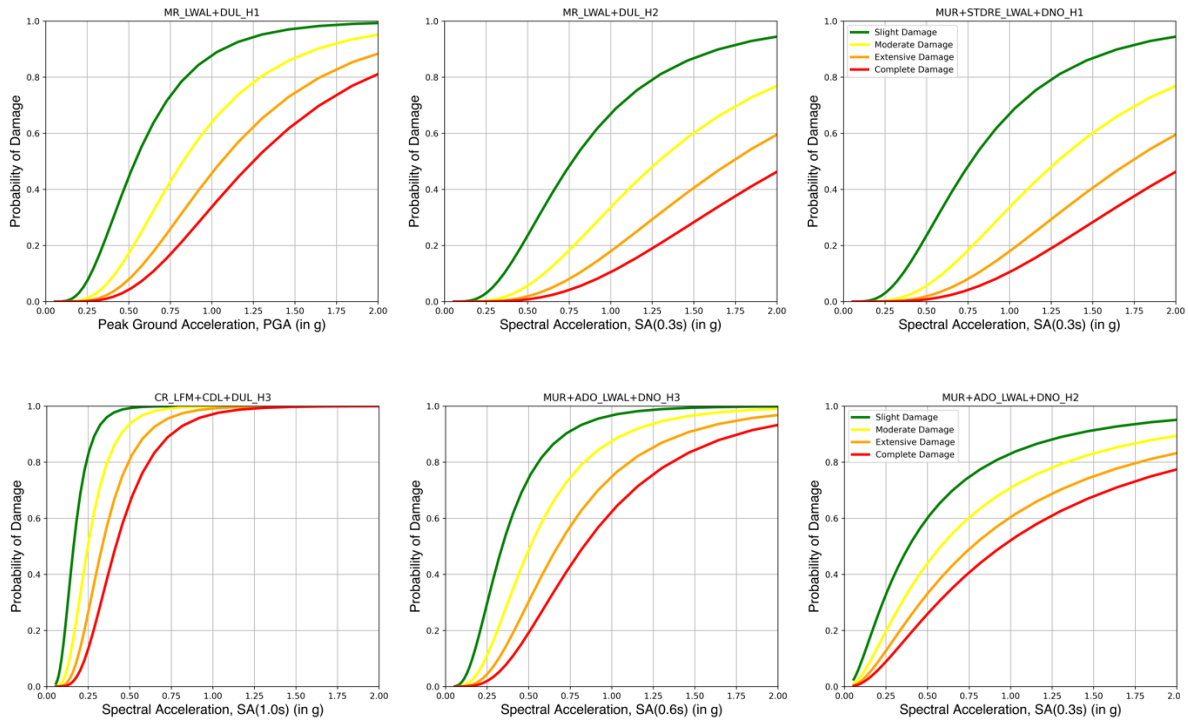 MR_LWAL+DUL_H1
Probability of Damage
1.0
0.8
0.6
0.4
0.2
0.0
0.00 0.25 0.50 0.75 1.00 1.25 1.50 1.75 2.00
Peak Ground Acceleration, PGA (in g)
MR_LWAL+DUL_H2
Probability of Damage
1.0
0.8
0.6
0.4
0.2
0.0
0.00 0.25 0.50 0.75 1.00 1.25 1.50 1.75 2.00
Spectral Acceleration, SA(0.3s) (in g)
MUR+STDRE_LWAL+DNO_H1
Slight Damage
Moderate Damage
Extensive Damage
Complete Damage
Probability of Damage
1.0
0.8
0.6
0.4
0.2
0.0
0.00 0.25 0.50 0.75 1.00 1.25 1.50 1.75 2.00
Spectral Acceleration, SA(0.3s) (in g)
CR_LFM+CDL+DUL_H3
Probability of Damage
1.0
0.8
0.6
0.4
0.2
0.0
0.00 0.25 0.50 0.75 1.00 1.25 1.50 1.75 2.00
Spectral Acceleration, SA(1.0s) (in g)
MUR+ADO_LWAL+DNO_H3
Probability of Damage
1.0
0.8
0.6
0.4
0.2
0.0
0.00 0.25 0.50 0.75 1.00 1.25 1.50 1.75 2.00
Spectral Acceleration, SA(0.6s) (in g)
MUR+ADO_LWAL+DNO_H2
Slight Damage
Moderate Damage
Extensive Damage
Complete Damage
Probability of Damage
1.0
0.8
0.6
0.4
0.2
0.0
0.00 0.25 0.50 0.75 1.00 1.25 1.50 1.75 2.00
Spectral Acceleration, SA(0.3s) (in g)